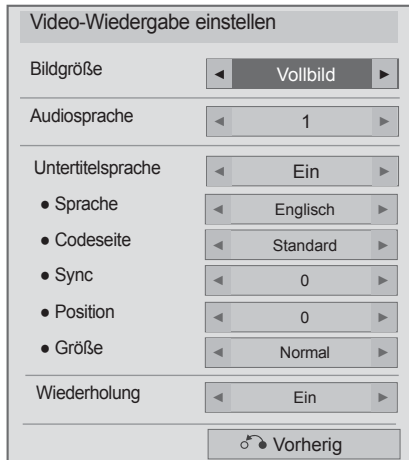 Video-Wiedergabe einstellen
Bildgröße ◄ Vollbild ►
Audiosprache ◄ 1 ►
Untertitelsprache ◄ Ein ►
● Sprache ◄ Englisch ►
● Codeseite ◄ Standard ►
● Sync ◄ 0 ►
● Position ◄ 0 ►
● Größe ◄ Normal ►
Wiederholung ◄ Ein ►
Vorherig